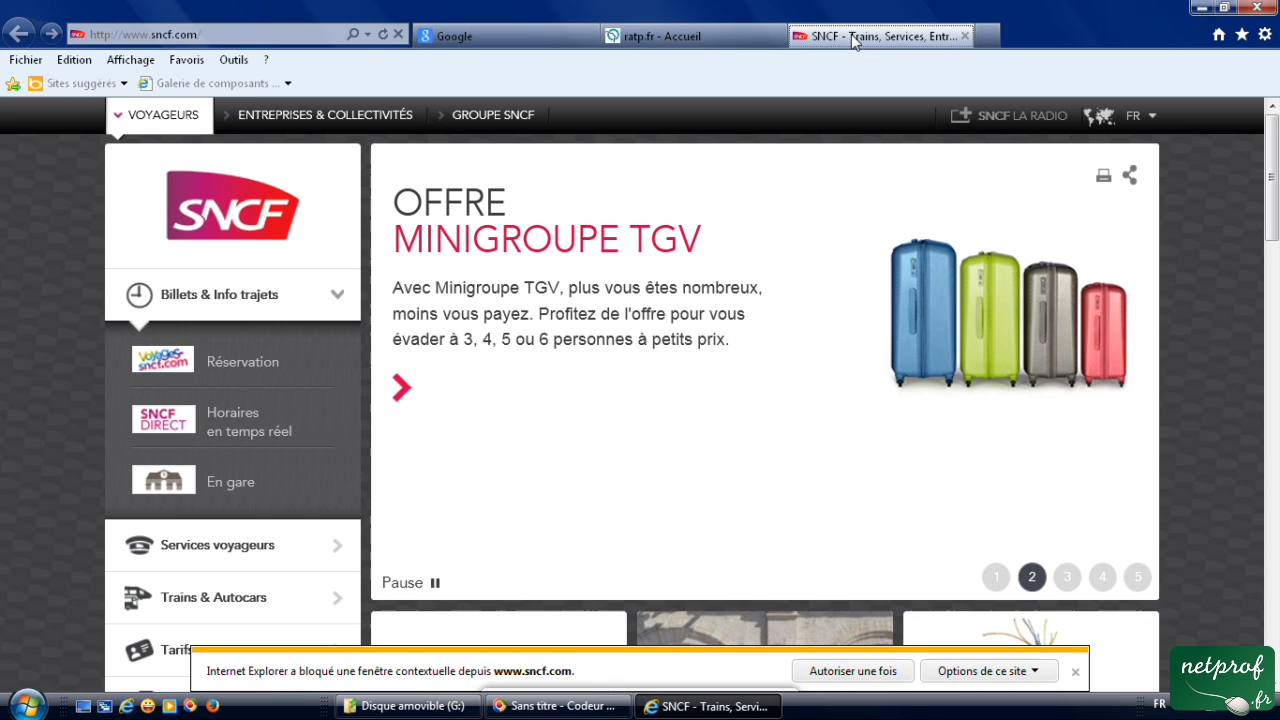 http://www.sncf.com/
Google
ratp.fr - Accueil
SNCF - Trains, Services, Entr...
Fichier Edition Affichage Favoris Outils ?
Sites suggérés
Galerie de composants ...
VOYAGEURS
ENTREPRISES & COLLECTIVITÉS
GROUPE SNCF
SNCF LA RADIO
FR
SNCF
OFFRE
MINIGROUPE TGV
Avec Minigroupe TGV, plus vous êtes nombreux,
moins vous payez. Profitez de l'offre pour vous
évader à 3, 4, 5 ou 6 personnes à petits prix.
Billets & Info trajets
Voyages-
sncf.com
Réservation
SNCF
DIRECT
Horaires
en temps réel
En gare
Services voyageurs
Trains & Autocars
Pause
1 2 3 4 5
Internet Explorer a bloqué une fenêtre contextuelle depuis www.sncf.com.
Autoriser une fois
Options de ce site
Disque amovible (G:)
Sans titre - Codeur ...
SNCF - Trains, Servi...
FR
netprof
.fr